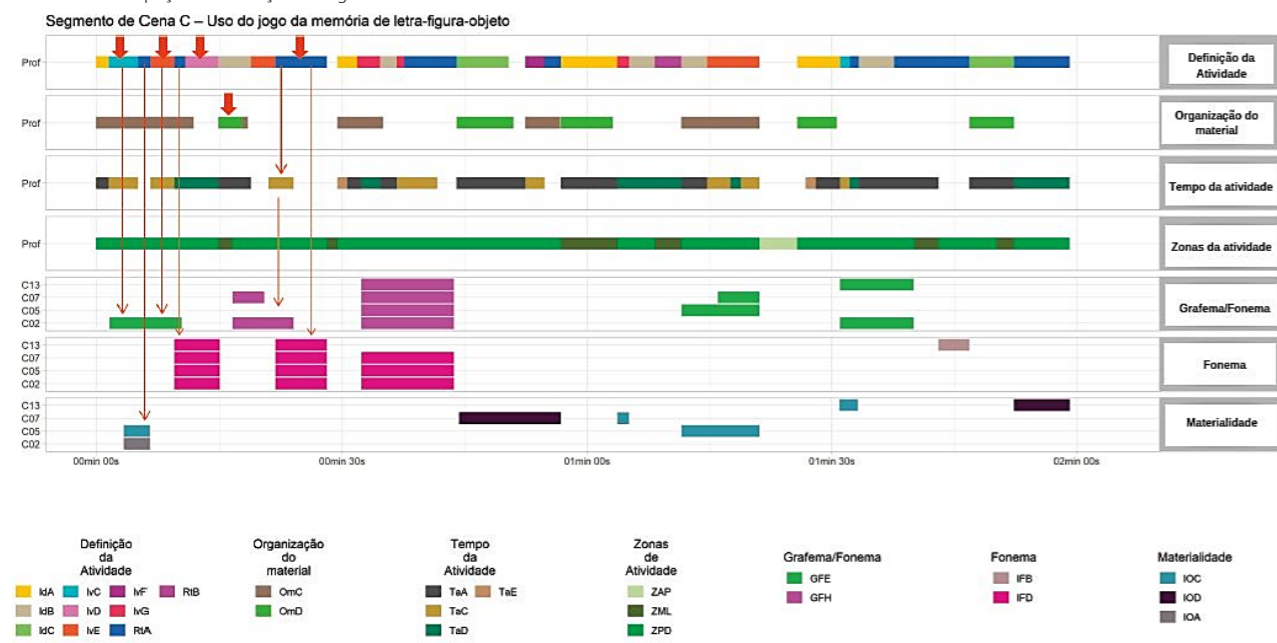 Segmento de Cena C – Uso do jogo da memória de letra-figura-objeto
Prof
Definição da
Atividade
Prof
Organização do
material
Prof
Tempo da atividade
Prof
Zonas da atividade
C13
C07
C05
C02
Grafema/Fonema
C13
C07
C05
C02
Fonema
C13
C07
C05
C02
Materialidade
00min 00s 00min 30s 01min 00s 01min 30s 02min 00s
Definição
da
Atividade
IdA IvC IvF RtB
IdB IvD IvG
IdC IvE RtA
Organização
do
material
OmC
OmD
Tempo
da
Atividade
TaA TaE
TaC
TaD
Zonas
de
Atividade
ZAP
ZML
ZPD
Grafema/Fonema
GFE
GFH
Fonema
IFB
IFD
Materialidade
IOC
IOD
IOA